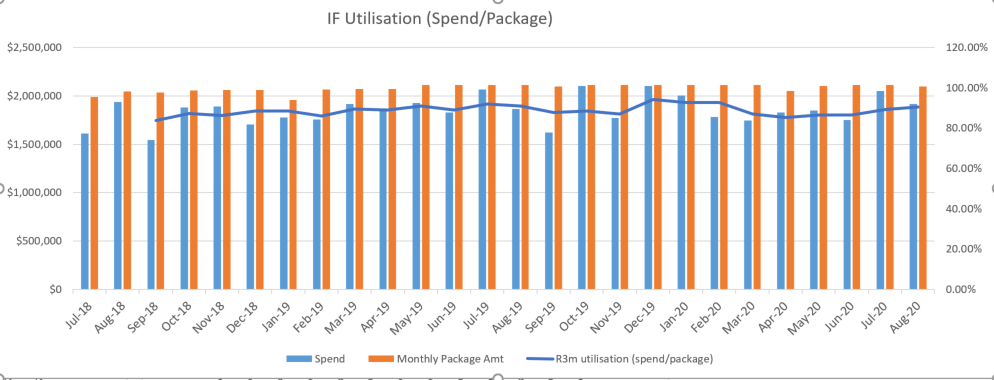 IF Utilisation (Spend/Package)
$2,500,000
$2,000,000
$1,500,000
$1,000,000
$500,000
$0
120.00%
100.00%
80.00%
60.00%
40.00%
20.00%
0.00%
Jul-18
Aug-18
Sep-18
Oct-18
Nov-18
Dec-18
Jan-19
Feb-19
Mar-19
Apr-19
May-19
Jun-19
Jul-19
Aug-19
Sep-19
Oct-19
Nov-19
Dec-19
Jan-20
Feb-20
Mar-20
Apr-20
May-20
Jun-20
Jul-20
Aug-20
Spend
Monthly Package Amt
R3m utilisation (spend/package)